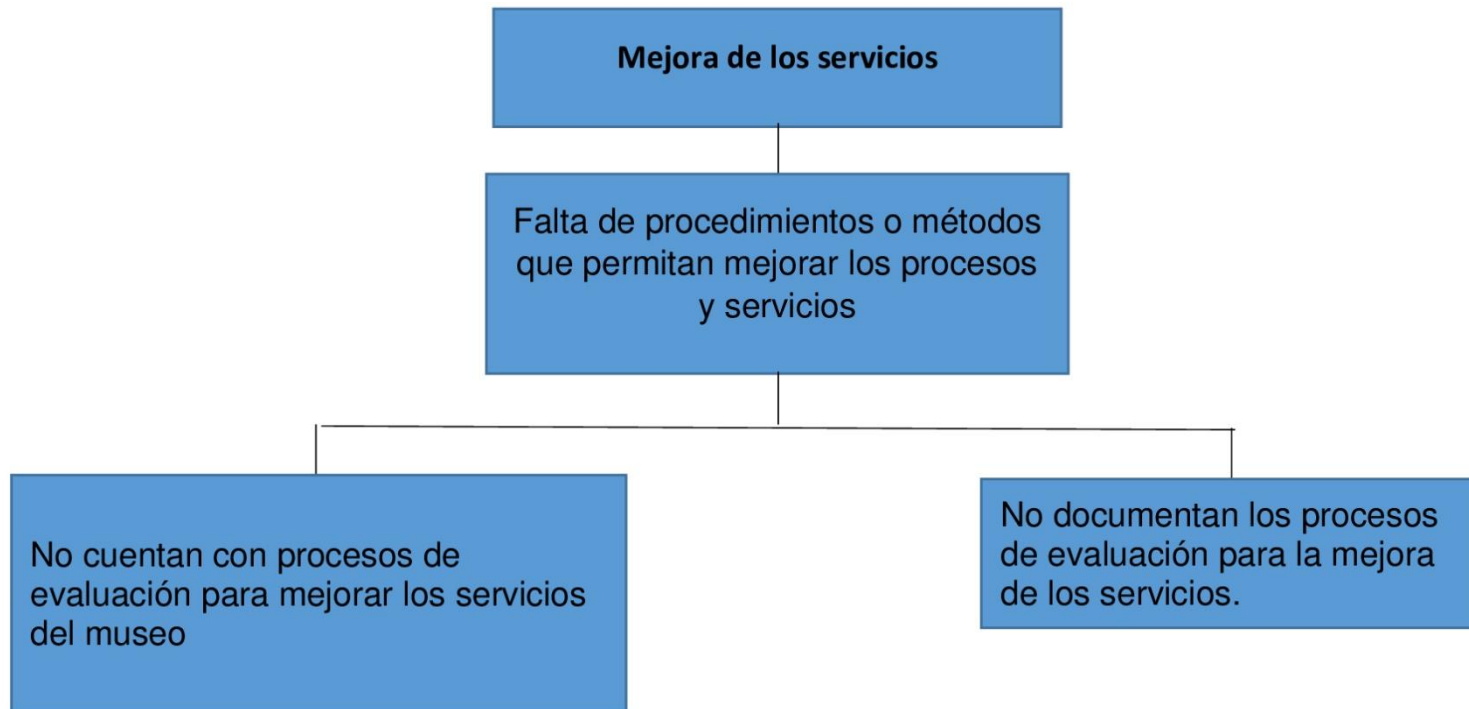 Mejora de los servicios
Falta de procedimientos o métodos
que permitan mejorar los procesos
y servicios
No cuentan con procesos de
evaluación para mejorar los servicios
del museo
No documentan los procesos
de evaluación para la mejora
de los servicios.